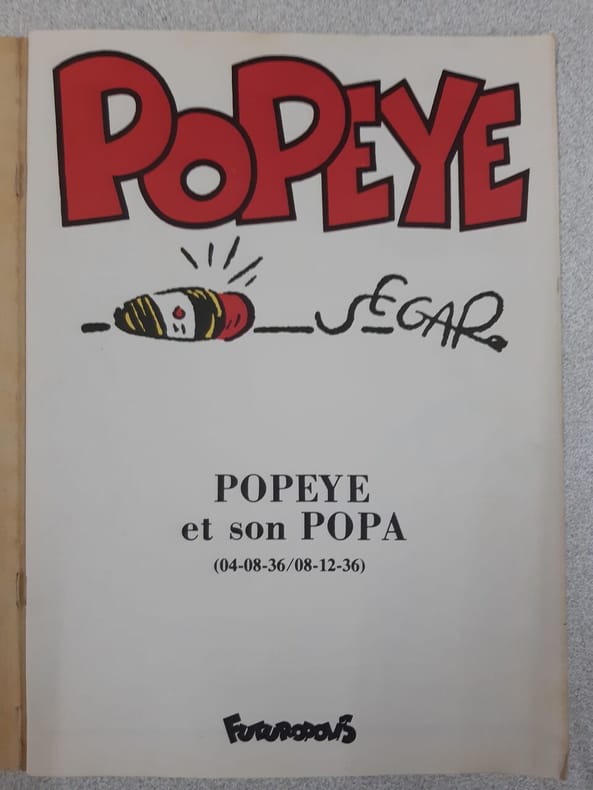 POPEYE
SEGAR
POPEYE
et son POPA
(04-08-36/08-12-36)
FUTUROPOLIS